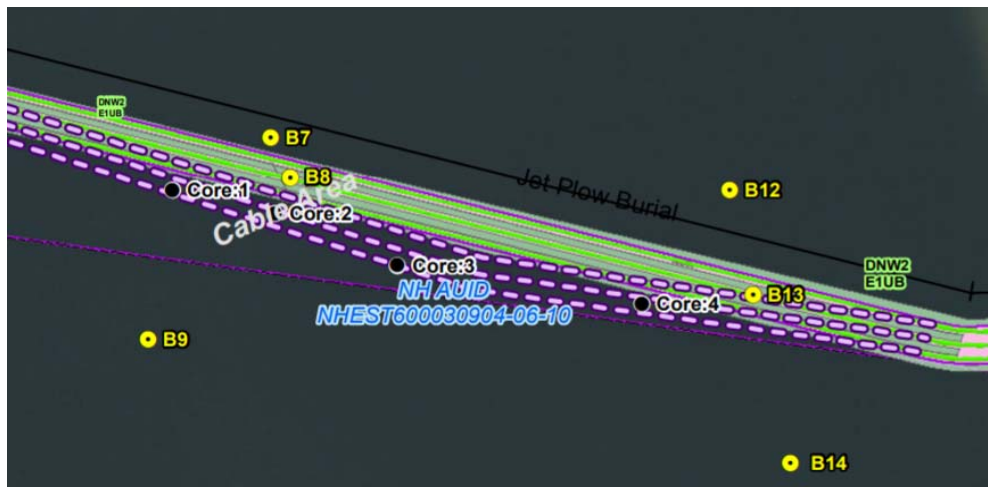 DNW2
E1UB
B7
B8
Core:1
Cable Area
Core:2
Jet Plow Burial
B12
Core:3
NH AUID
NHEST600030904-06-10
DNW2
E1UB
B13
Core:4
B9
B14